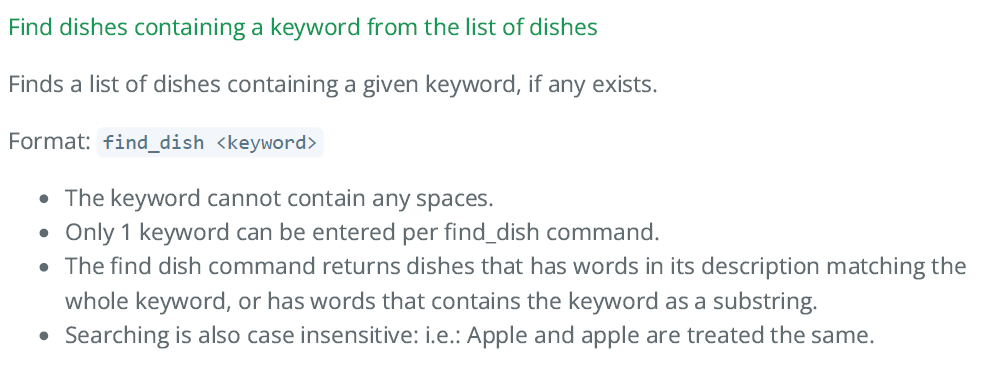 Find dishes containing a keyword from the list of dishes
Finds a list of dishes containing a given keyword, if any exists.
Format: find_dish <keyword>
The keyword cannot contain any spaces.
Only 1 keyword can be entered per find_dish command.
The find dish command returns dishes that has words in its description matching the
whole keyword, or has words that contains the keyword as a substring.
Searching is also case insensitive: i.e.: Apple and apple are treated the same.